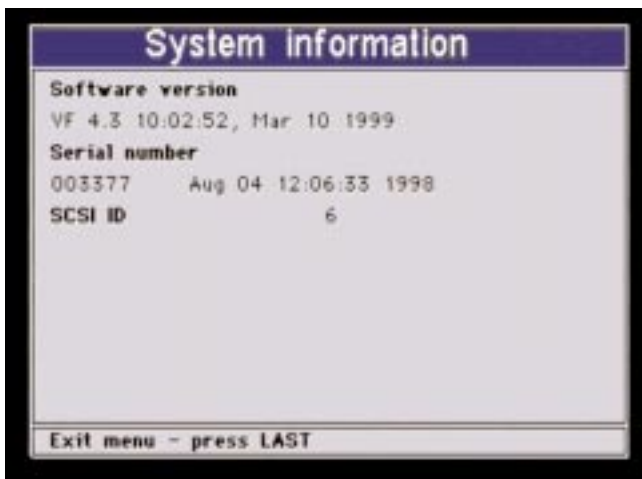 System information
Software version
VF 4.3 10:02:52, Mar 10 1999
Serial number
003377 Aug 04 12:06:33 1998
SCSI ID 6
Exit menu - press LAST